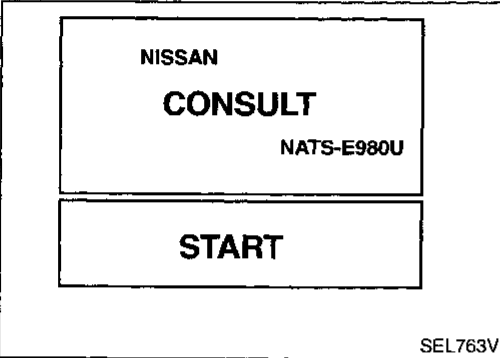 NISSAN
CONSULT
NATS-E980U
START
SEL763V